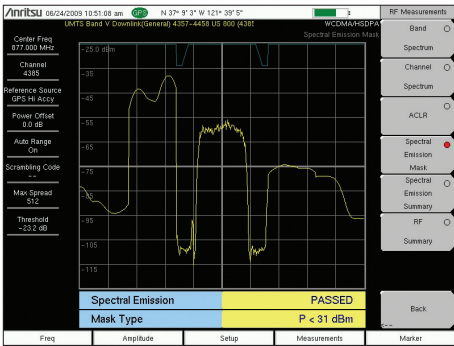 Anritsu 06/24/2009 10:51:08 am GPS N 37° 9' 3" W 121° 39' 5"
UMTS Band V Downlink(General) 4357-4458 US 800 (4385 WCDMA/HSDPA
Spectral Emission Mask
Center Freq
877.000 MHz
Channel
4385
Reference Source
GPS Hi Accy
Power Offset
0.0 dB
Auto Range
On
Scrambling Code
--
Max Spread
512
Threshold
-23.2 dB
-25.0 dBm
-35
-45
-55
-65
-75
-85
-95
-105
-115
Spectral Emission PASSED
Mask Type P < 31 dBm
RF Measurements
Band
Spectrum
Channel
Spectrum
ACLR
Spectral
Emission
Mask
Spectral
Emission
Summary
RF
Summary
Back
<--
Freq Amplitude Setup Measurements Marker